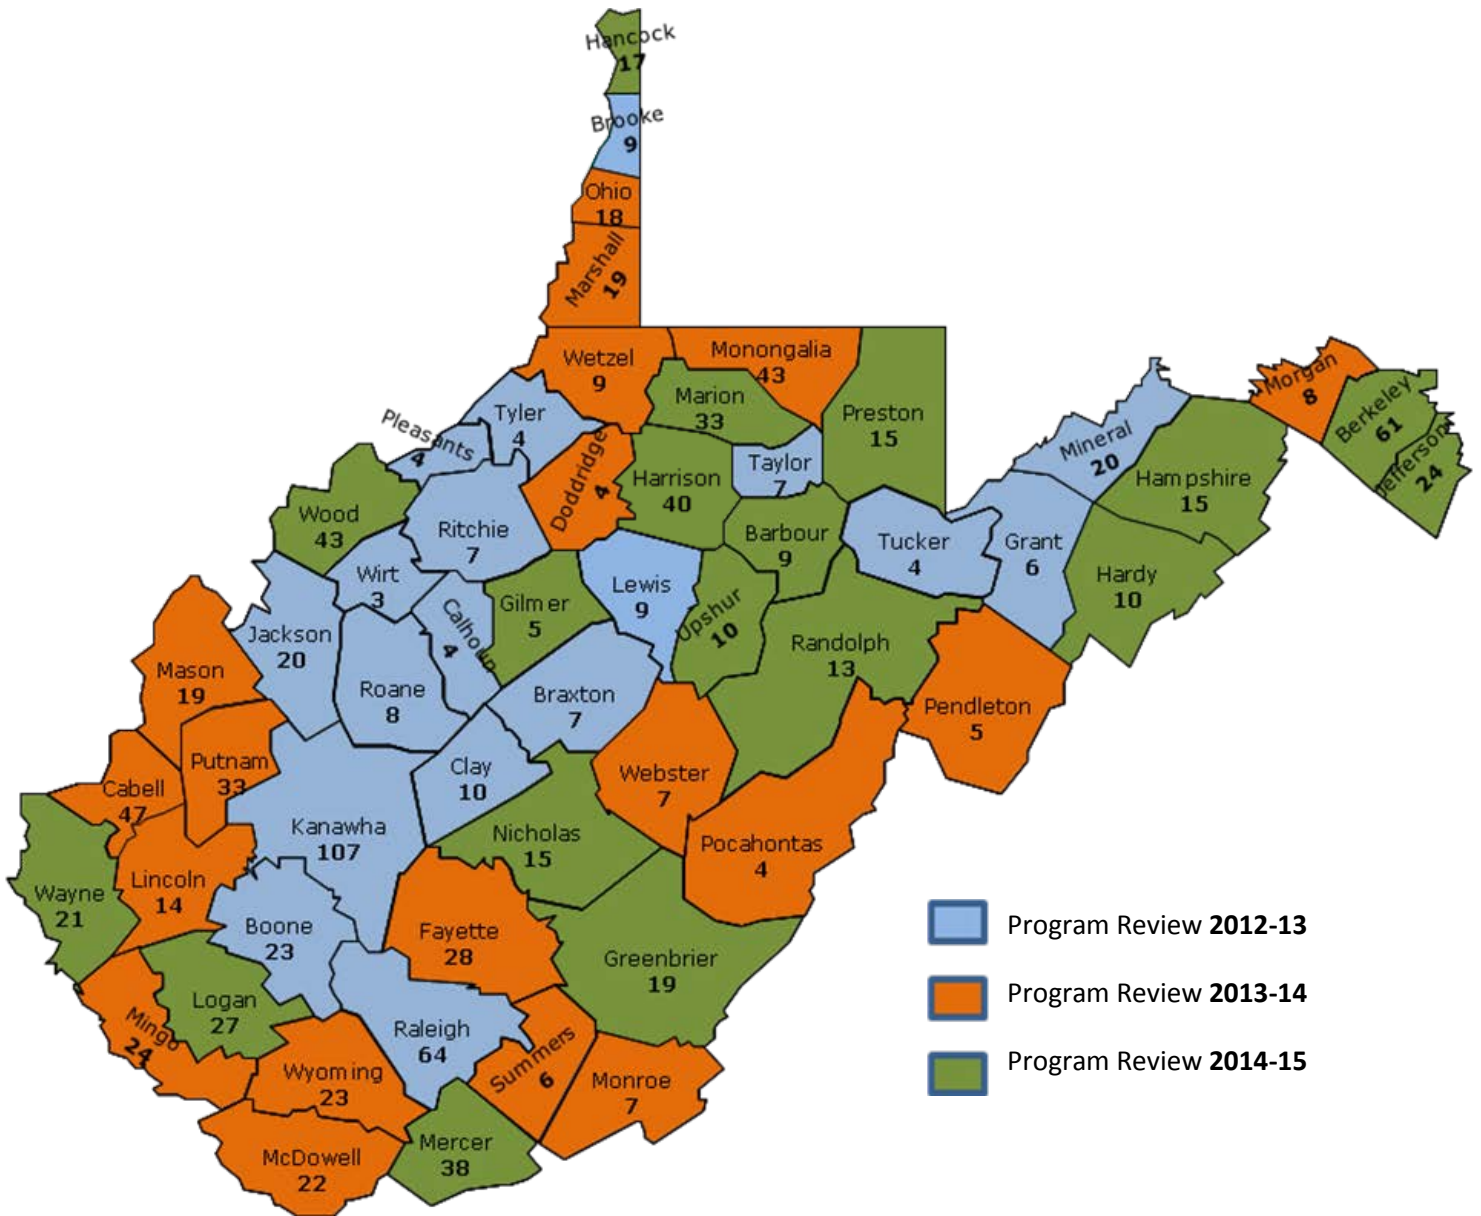 Hancock
17
Brooke
9
Ohio
18
Marshall
19
Wetzel
9
Monongalia
43
Marion
33
Preston
15
Morgan
8
Berkeley
61
Jefferson
24
Tyler
4
Pleasants
4
Doddridge
4
Harrison
40
Taylor
7
Mineral
20
Hampshire
15
Wood
43
Ritchie
7
Barbour
9
Tucker
4
Grant
6
Hardy
10
Wirt
3
Calhoun
4
Gilmer
5
Lewis
9
Upshur
10
Randolph
13
Jackson
20
Mason
19
Roane
8
Braxton
7
Pendleton
5
Putnam
33
Cabell
47
Clay
10
Webster
7
Kanawha
107
Nicholas
15
Pocahontas
4
Wayne
21
Lincoln
14
Boone
23
Fayette
28
Greenbrier
19
Logan
27
Mingo
24
Raleigh
64
Summers
6
Monroe
7
Wyoming
23
McDowell
22
Mercer
38
Program Review 2012-13
Program Review 2013-14
Program Review 2014-15